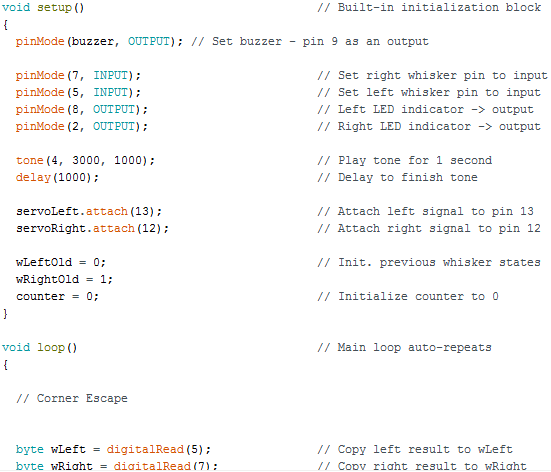 void setup() // Built-in initialization block
{
pinMode(buzzer, OUTPUT); // Set buzzer - pin 9 as an output
pinMode(7, INPUT); // Set right whisker pin to input
pinMode(5, INPUT); // Set left whisker pin to input
pinMode(8, OUTPUT); // Left LED indicator -> output
pinMode(2, OUTPUT); // Right LED indicator -> output
tone(4, 3000, 1000); // Play tone for 1 second
delay(1000); // Delay to finish tone
servoLeft.attach(13); // Attach left signal to pin 13
servoRight.attach(12); // Attach right signal to pin 12
wLeftOld = 0; // Init. previous whisker states
wRightOld = 1;
counter = 0; // Initialize counter to 0
}
void loop() // Main loop auto-repeats
{
// Corner Escape
byte wLeft = digitalRead(5); // Copy left result to wLeft
byte wRight = digitalRead(7); // Copy right result to wRight